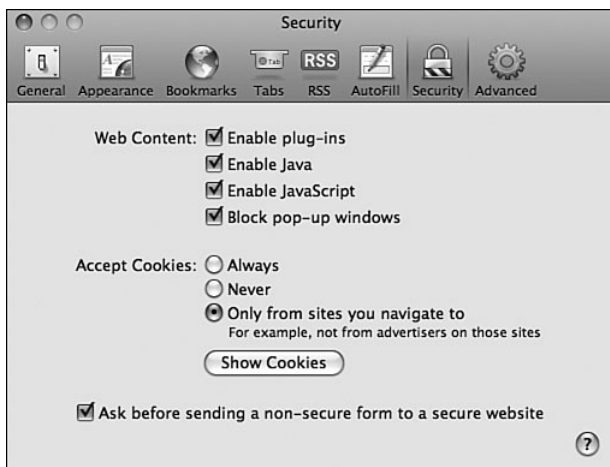 Security
Tab
RSS
General Appearance Bookmarks Tabs RSS AutoFill Security Advanced
Web Content: Enable plug-ins
Enable Java
Enable JavaScript
Block pop-up windows
Accept Cookies: Always
Never
Only from sites you navigate to
For example, not from advertisers on those sites
Show Cookies
Ask before sending a non-secure form to a secure website
?